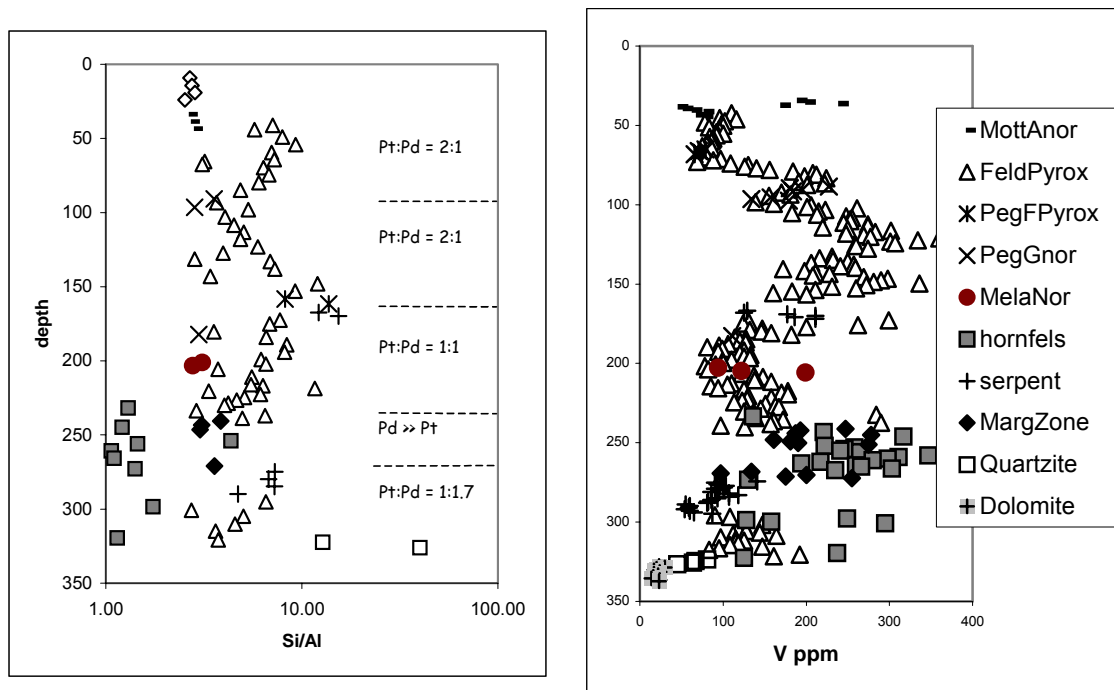 0
50
100
150
200
250
300
350
depth
1.00
10.00
100.00
Si/Al
Pt:Pd = 2:1
Pt:Pd = 2:1
Pt:Pd = 1:1
Pd >> Pt
Pt:Pd = 1:1,7
0
50
100
150
200
250
300
350
0
100
200
300
400
V ppm
MottAnor
FeldPyrox
PegFPyrox
PegGnor
MelaNor
hornfels
serpent
MargZone
Quartzite
Dolomite